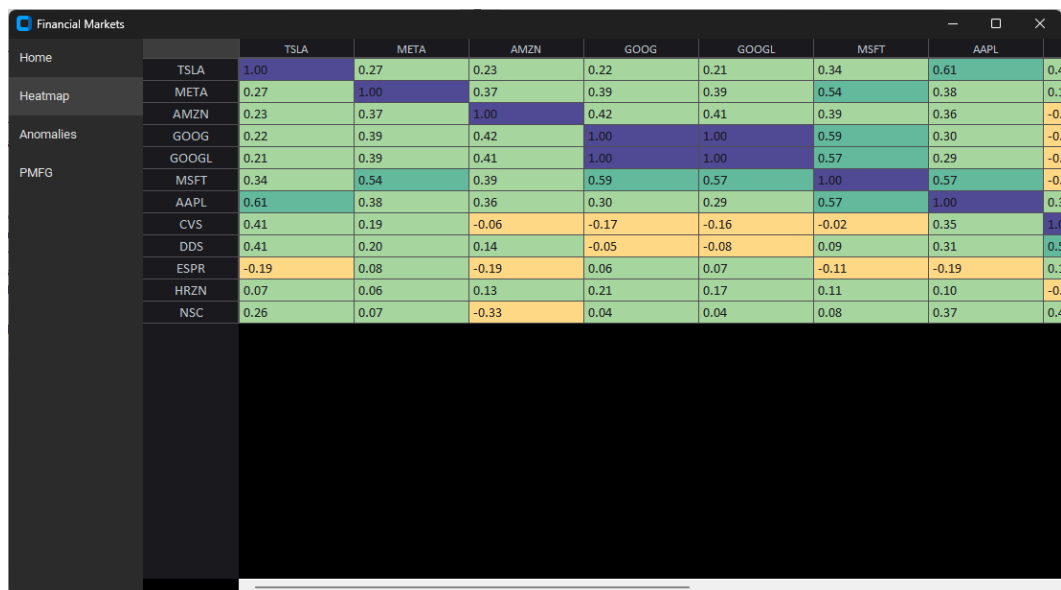 Financial Markets
Home
Heatmap
Anomalies
PMFG
TSLA META AMZN GOOG GOOGL MSFT AAPL
TSLA 1.00 0.27 0.23 0.22 0.21 0.34 0.61
META 0.27 1.00 0.37 0.39 0.39 0.54 0.38
AMZN 0.23 0.37 1.00 0.42 0.41 0.39 0.36
GOOG 0.22 0.39 0.42 1.00 1.00 0.59 0.30
GOOGL 0.21 0.39 0.41 1.00 1.00 0.57 0.29
MSFT 0.34 0.54 0.39 0.59 0.57 1.00 0.57
AAPL 0.61 0.38 0.36 0.30 0.29 0.57 1.00
CVS 0.41 0.19 -0.06 -0.17 -0.16 -0.02 0.35
DDS 0.41 0.20 0.14 -0.05 -0.08 0.09 0.31
ESPR -0.19 0.08 -0.19 0.06 0.07 -0.11 -0.19
HRZN 0.07 0.06 0.13 0.21 0.17 0.11 0.10
NSC 0.26 0.07 -0.33 0.04 0.04 0.08 0.37